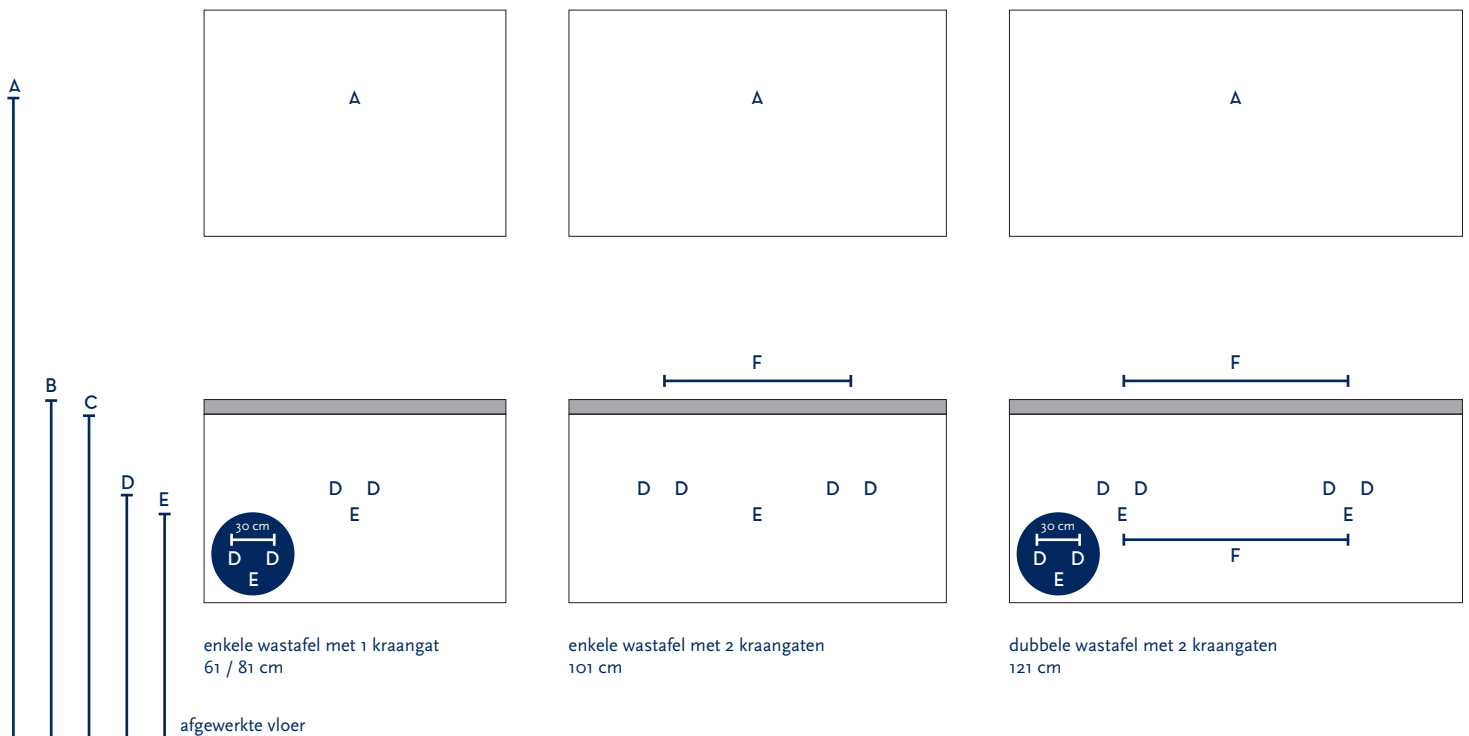 A
A
A
A
F
F
B
C
D
E
D D
E
D D
D D
E
D D
D D
E
E
30 cm
D D
E
30 cm
D D
E
F
enkele wastafel met 1 kraangat
61 / 81 cm
enkele wastafel met 2 kraangaten
101 cm
dubbele wastafel met 2 kraangaten
121 cm
afgewerkte vloer